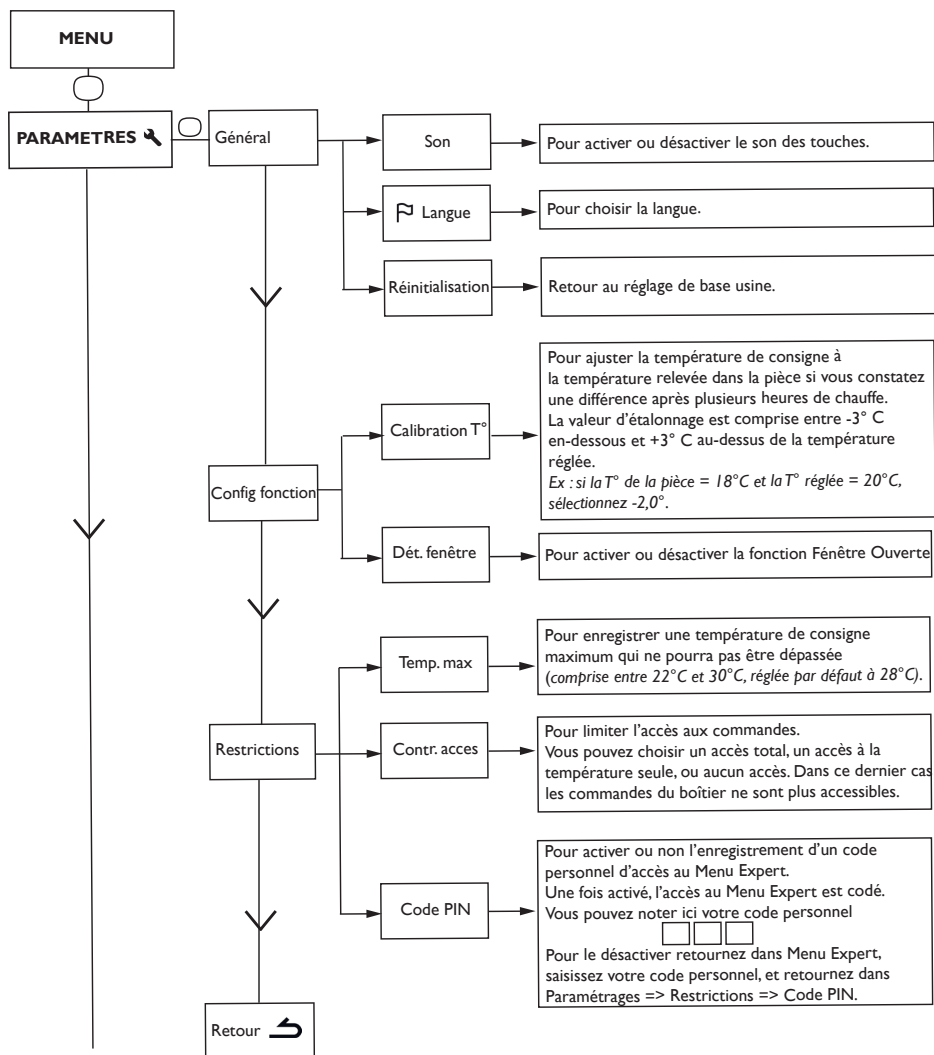 MENU
PARAMETRES
Général
Son
Pour activer ou désactiver le son des touches.
Langue
Pour choisir la langue.
Réinitialisation
Retour au réglage de base usine.
Config fonction
Calibration T°
Pour ajuster la température de consigne à
la température relevée dans la pièce si vous constatez
une différence après plusieurs heures de chauffe.
La valeur d’étalonnage est comprise entre -3° C
en-dessous et +3° C au-dessus de la température
réglée.
Ex : si la T° de la pièce = 18°C et la T° réglée = 20°C,
sélectionnez -2,0°.
Dét. fenêtre
Pour activer ou désactiver la fonction Fénêtre Ouverte
Restrictions
Temp. max
Pour enregistrer une température de consigne
maximum qui ne pourra pas être dépassée
(comprise entre 22°C et 30°C, réglée par défaut à 28°C).
Contr. acces
Pour limiter l’accès aux commandes.
Vous pouvez choisir un accès total, un accès à la
température seule, ou aucun accès. Dans ce dernier cas
les commandes du boîtier ne sont plus accessibles.
Code PIN
Pour activer ou non l’enregistrement d’un code
personnel d’accès au Menu Expert.
Une fois activé, l’accès au Menu Expert est codé.
Vous pouvez noter ici votre code personnel
Pour le désactiver retournez dans Menu Expert,
saisissez votre code personnel, et retournez dans
Paramétrages => Restrictions => Code PIN.
Retour